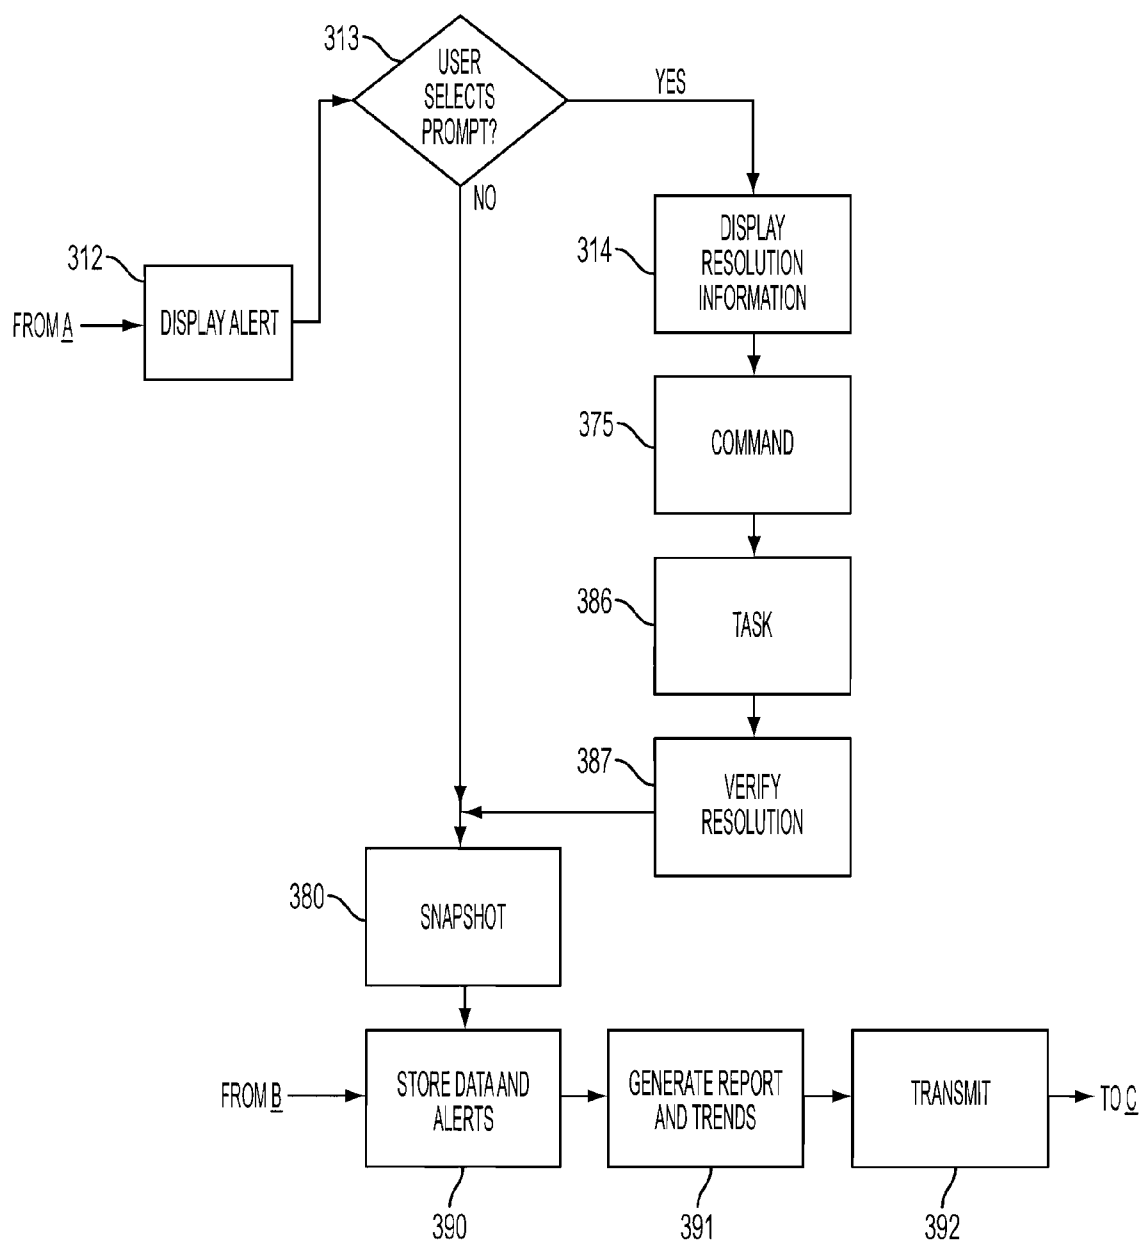 313
USER
SELECTS
PROMPT?
YES
NO
312
DISPLAY ALERT
FROM A
314
DISPLAY
RESOLUTION
INFORMATION
375
COMMAND
386
TASK
387
VERIFY
RESOLUTION
380
SNAPSHOT
FROM B
STORE DATA AND
ALERTS
GENERATE REPORT
AND TRENDS
TRANSMIT
TO C
390
391
392